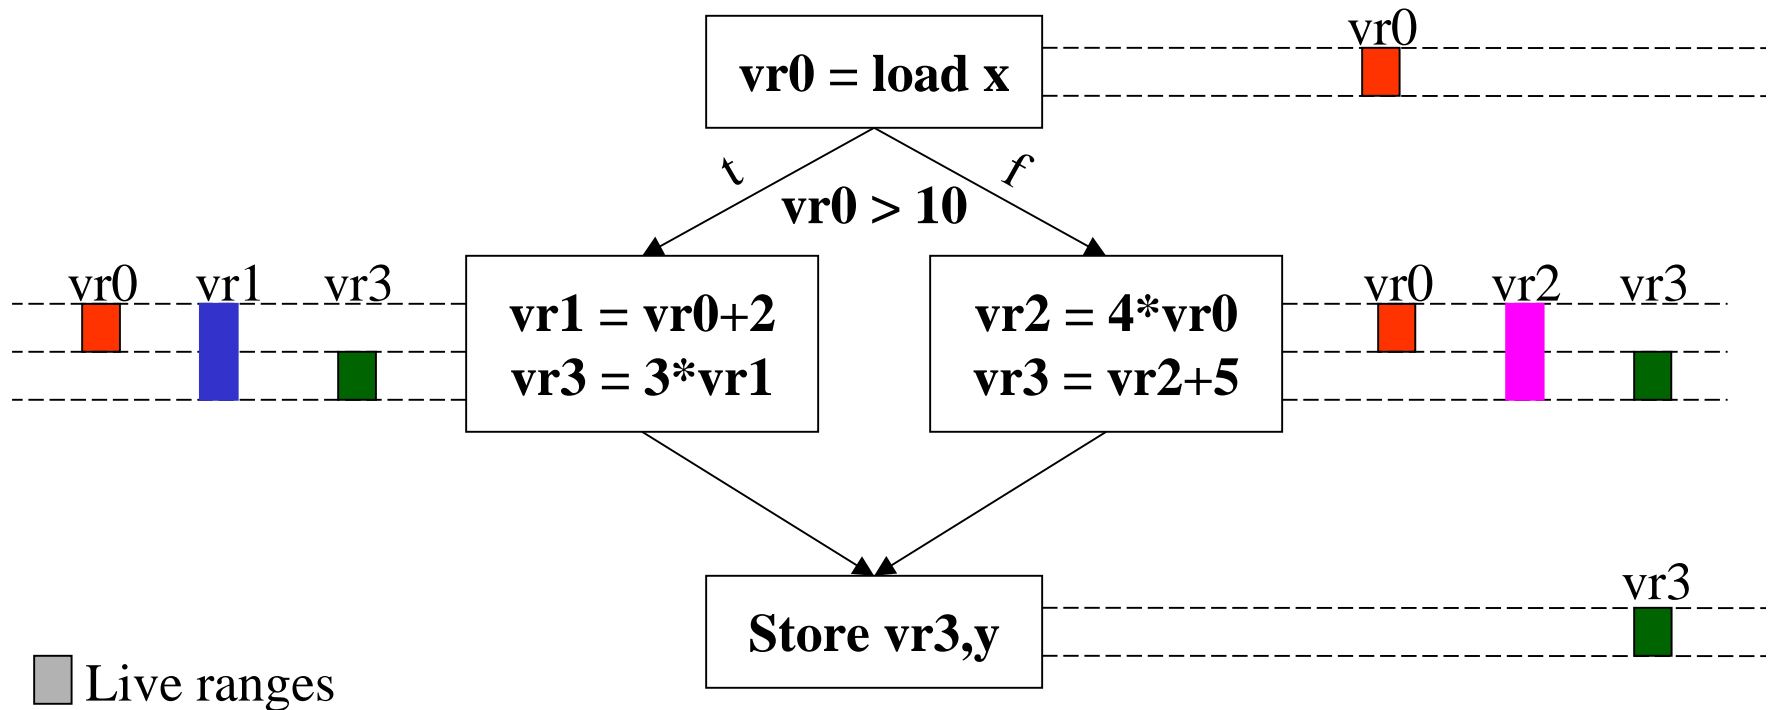 vr0
vr0 = load x
t
f
vr0 > 10
vr0 vr1 vr3
vr1 = vr0+2
vr3 = 3*vr1
vr2 = 4*vr0
vr3 = vr2+5
vr0 vr2 vr3
vr3
Store vr3,y
Live ranges